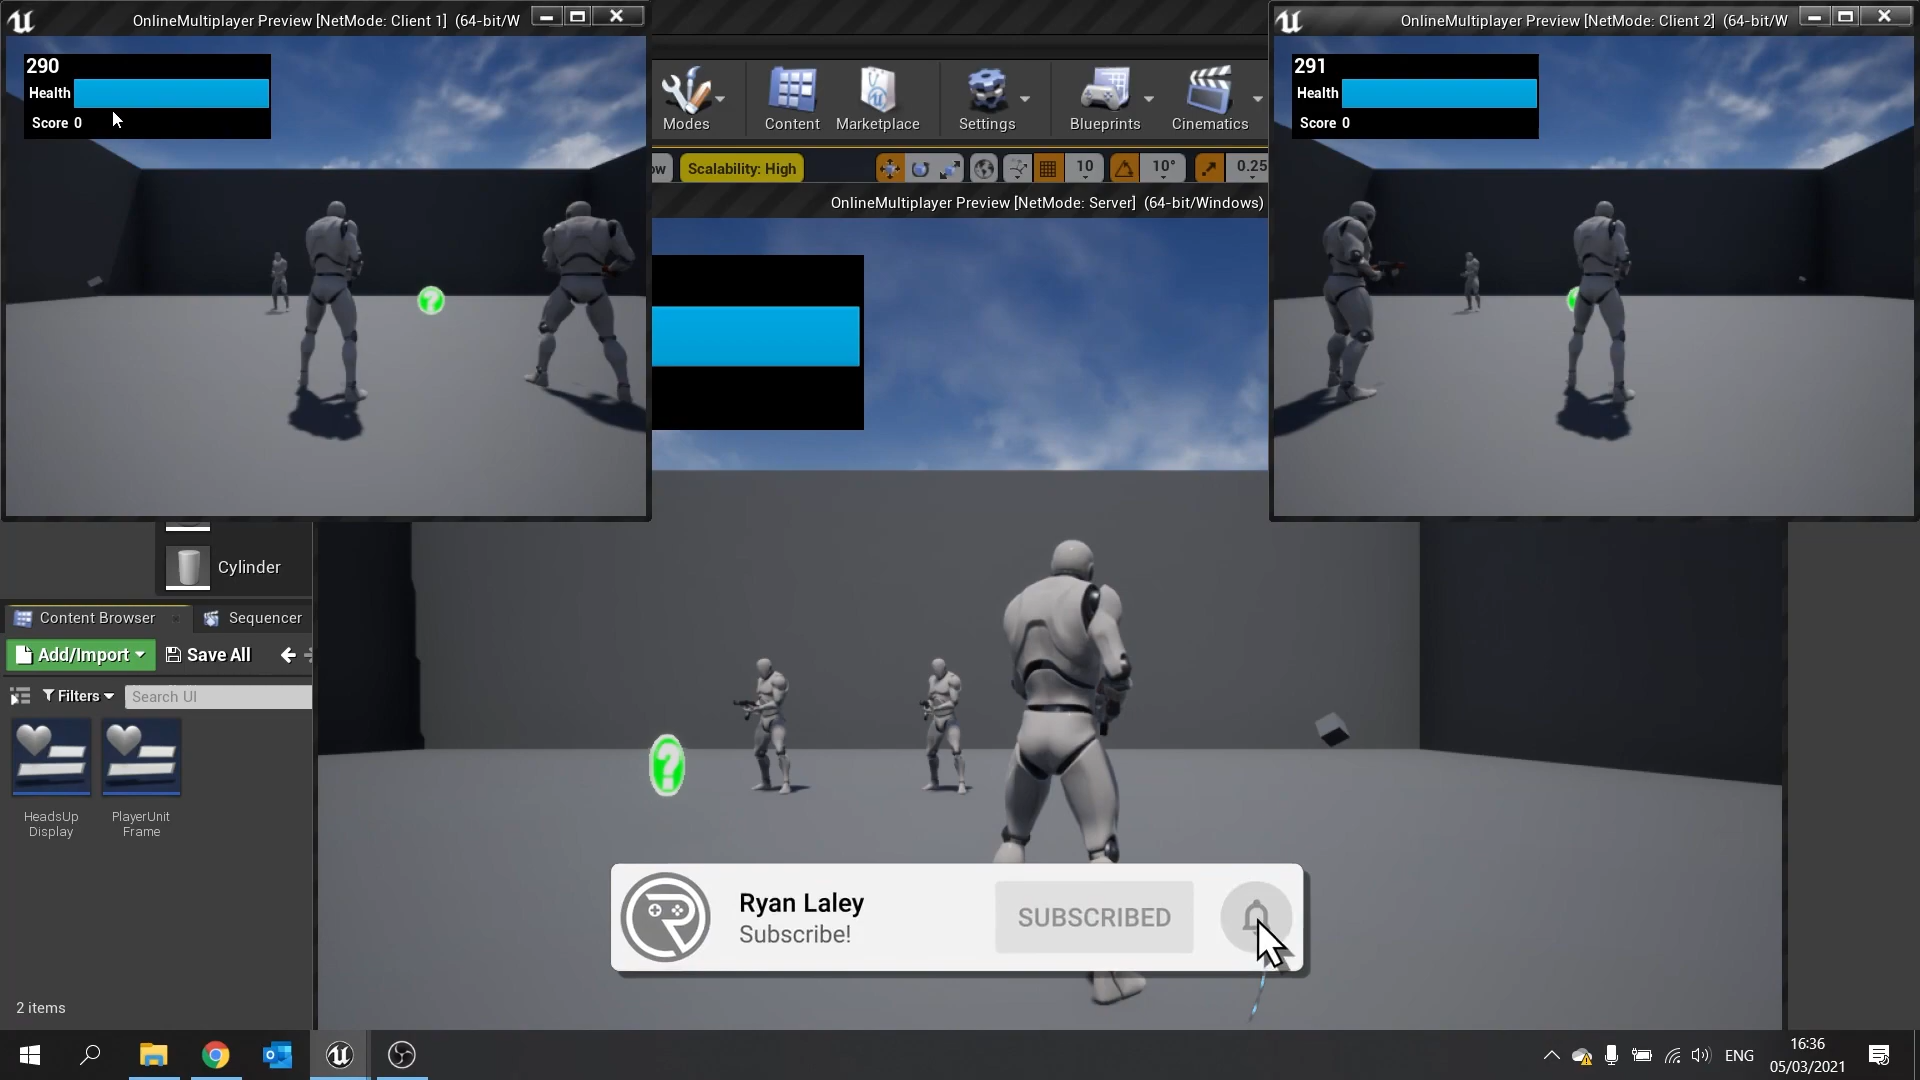 OnlineMultiplayer Preview [NetMode: Client 1]  (64-bit/W
290
Health
Score 0
Modes
Content
Marketplace
Settings
Blueprints
Cinematics
ow
Scalability: High
10
10°
0.25
OnlineMultiplayer Preview [NetMode: Server]  (64-bit/Windows)
OnlineMultiplayer Preview [NetMode: Client 2]  (64-bit/W
291
Health
Score 0
Cylinder
Content Browser
Sequencer
Add/Import
Save All
Filters
Search UI
HeadsUp
Display
PlayerUnit
Frame
2 items
?
Ryan Laley
Subscribe!
SUBSCRIBED
ENG
16:36
05/03/2021